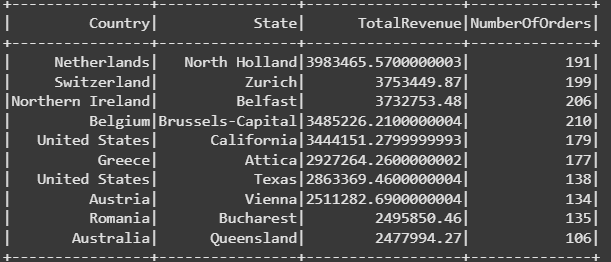 +----------------+----------------+------------------+--------------+
|         Country|           State|      TotalRevenue|NumberOfOrders|
+----------------+----------------+------------------+--------------+
|     Netherlands|   North Holland|3983465.5700000003|           191|
|     Switzerland|          Zurich|        3753449.87|           199|
|Northern Ireland|         Belfast|        3732753.48|           206|
|         Belgium|Brussels-Capital|3485226.2100000004|           210|
|   United States|      California|3444151.2799999993|           179|
|          Greece|          Attica|2927264.2600000002|           177|
|   United States|           Texas|2863369.4600000004|           138|
|         Austria|          Vienna|2511282.6900000004|           134|
|         Romania|       Bucharest|        2495850.46|           135|
|       Australia|      Queensland|        2477994.27|           106|
+----------------+----------------+------------------+--------------+